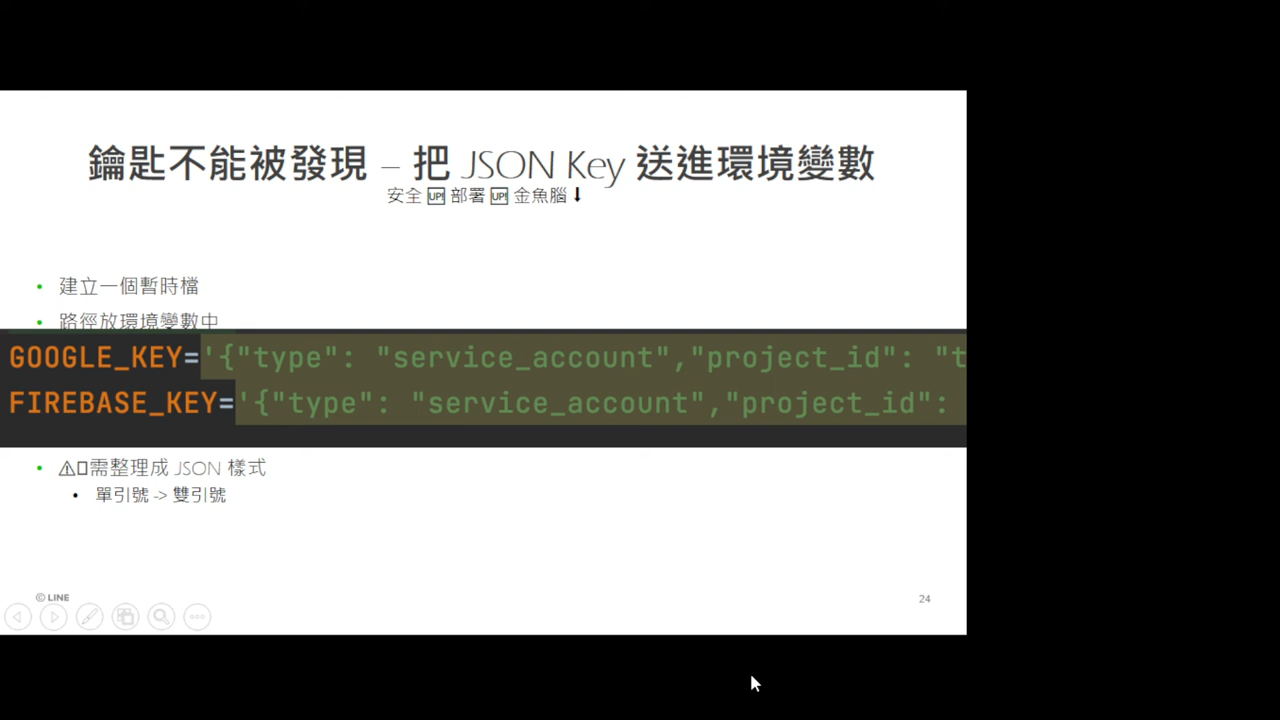 鑰匙不能被發現 – 把 JSON Key 送進環境變數
安全 🆙 部署 🆙 金魚腦 ⬇
• 建立一個暫時檔
• 路徑放環境變數中
GOOGLE_KEY='{"type": "service_account","project_id": "t
FIREBASE_KEY='{"type": "service_account","project_id":
• ⚠需整理成 JSON 樣式
• 單引號 -> 雙引號
© LINE
24